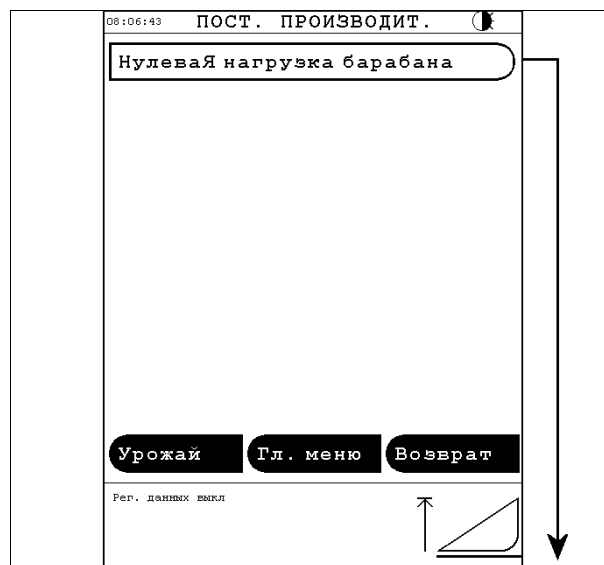 08:06:43 ПОСТ. ПРОИЗВОДИТ.
НулеваЯ нагрузка барабана
Урожай Гл. меню Возврат
Рег. данных выкл